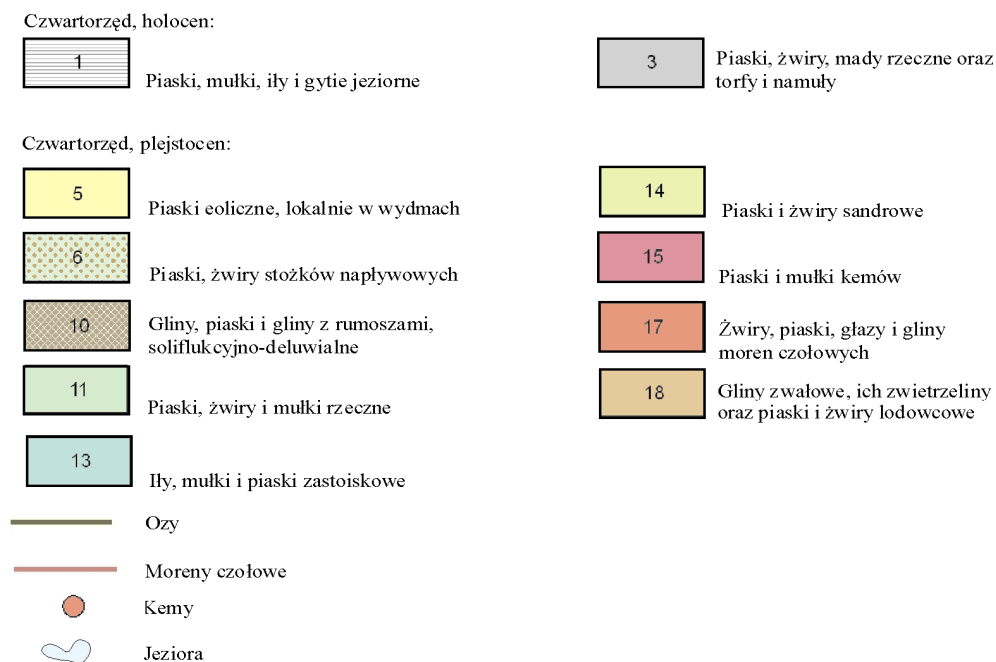 Czwartorzęd, holocen:
1
Piaski, mułki, iły i gytie jeziorne
3
Piaski, żwiry, mady rzeczne oraz
torfy i namuły
Czwartorzęd, plejstocen:
5
Piaski eoliczne, lokalnie w wydmach
6
Piaski, żwiry stożków napływowych
10
Gliny, piaski i gliny z rumoszami,
soliflukcyjno-deluwialne
11
Piaski, żwiry i mułki rzeczne
13
Iły, mułki i piaski zastoiskowe
14
Piaski i żwiry sandrowe
15
Piaski i mułki kemów
17
Żwiry, piaski, głazy i gliny
moren czołowych
18
Gliny zwałowe, ich zwietrzeliny
oraz piaski i żwiry lodowcowe
Ozy
Moreny czołowe
Kemy
Jeziora